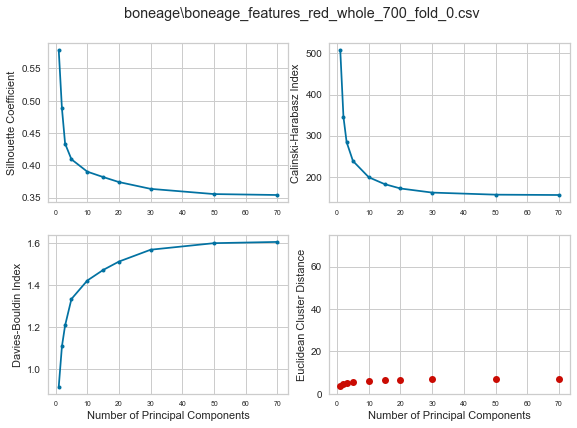 boneage\boneage_features_red_whole_700_fold_0.csv
Silhouette Coefficient
0.55
0.50
0.45
0.40
0.35
0 10 20 30 40 50 60 70
Calinski-Harabasz Index
500
400
300
200
0 10 20 30 40 50 60 70
Davies-Bouldin Index
1.6
1.4
1.2
1.0
0 10 20 30 40 50 60 70
Number of Principal Components
Euclidean Cluster Distance
60
40
20
0
0 10 20 30 40 50 60 70
Number of Principal Components